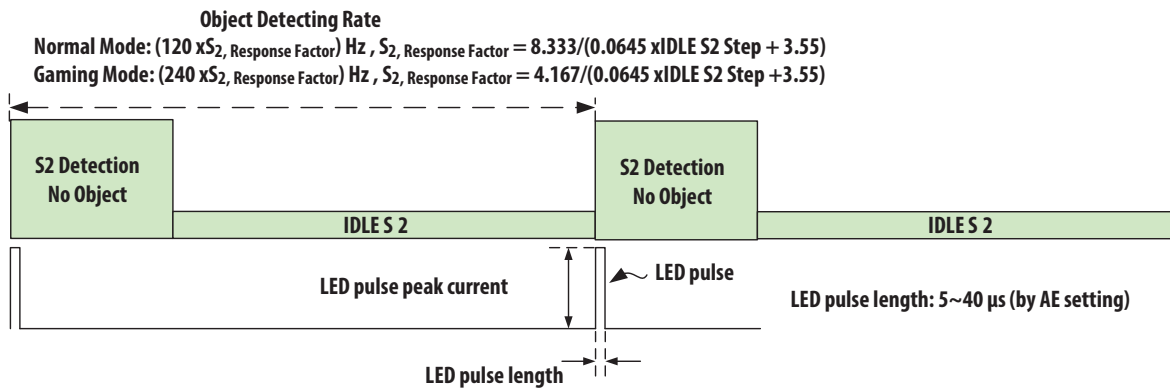 Object Detecting Rate
Normal Mode: (120 xS2, Response Factor) Hz , S2, Response Factor = 8.333/(0.0645 xIDLE S2 Step + 3.55)
Gaming Mode: (240 xS2, Response Factor) Hz , S2, Response Factor = 4.167/(0.0645 xIDLE S2 Step +3.55)
S2 Detection
No Object
S2 Detection
No Object
IDLE S 2
IDLE S 2
LED pulse peak current
LED pulse
LED pulse length: 5~40 µs (by AE setting)
LED pulse length